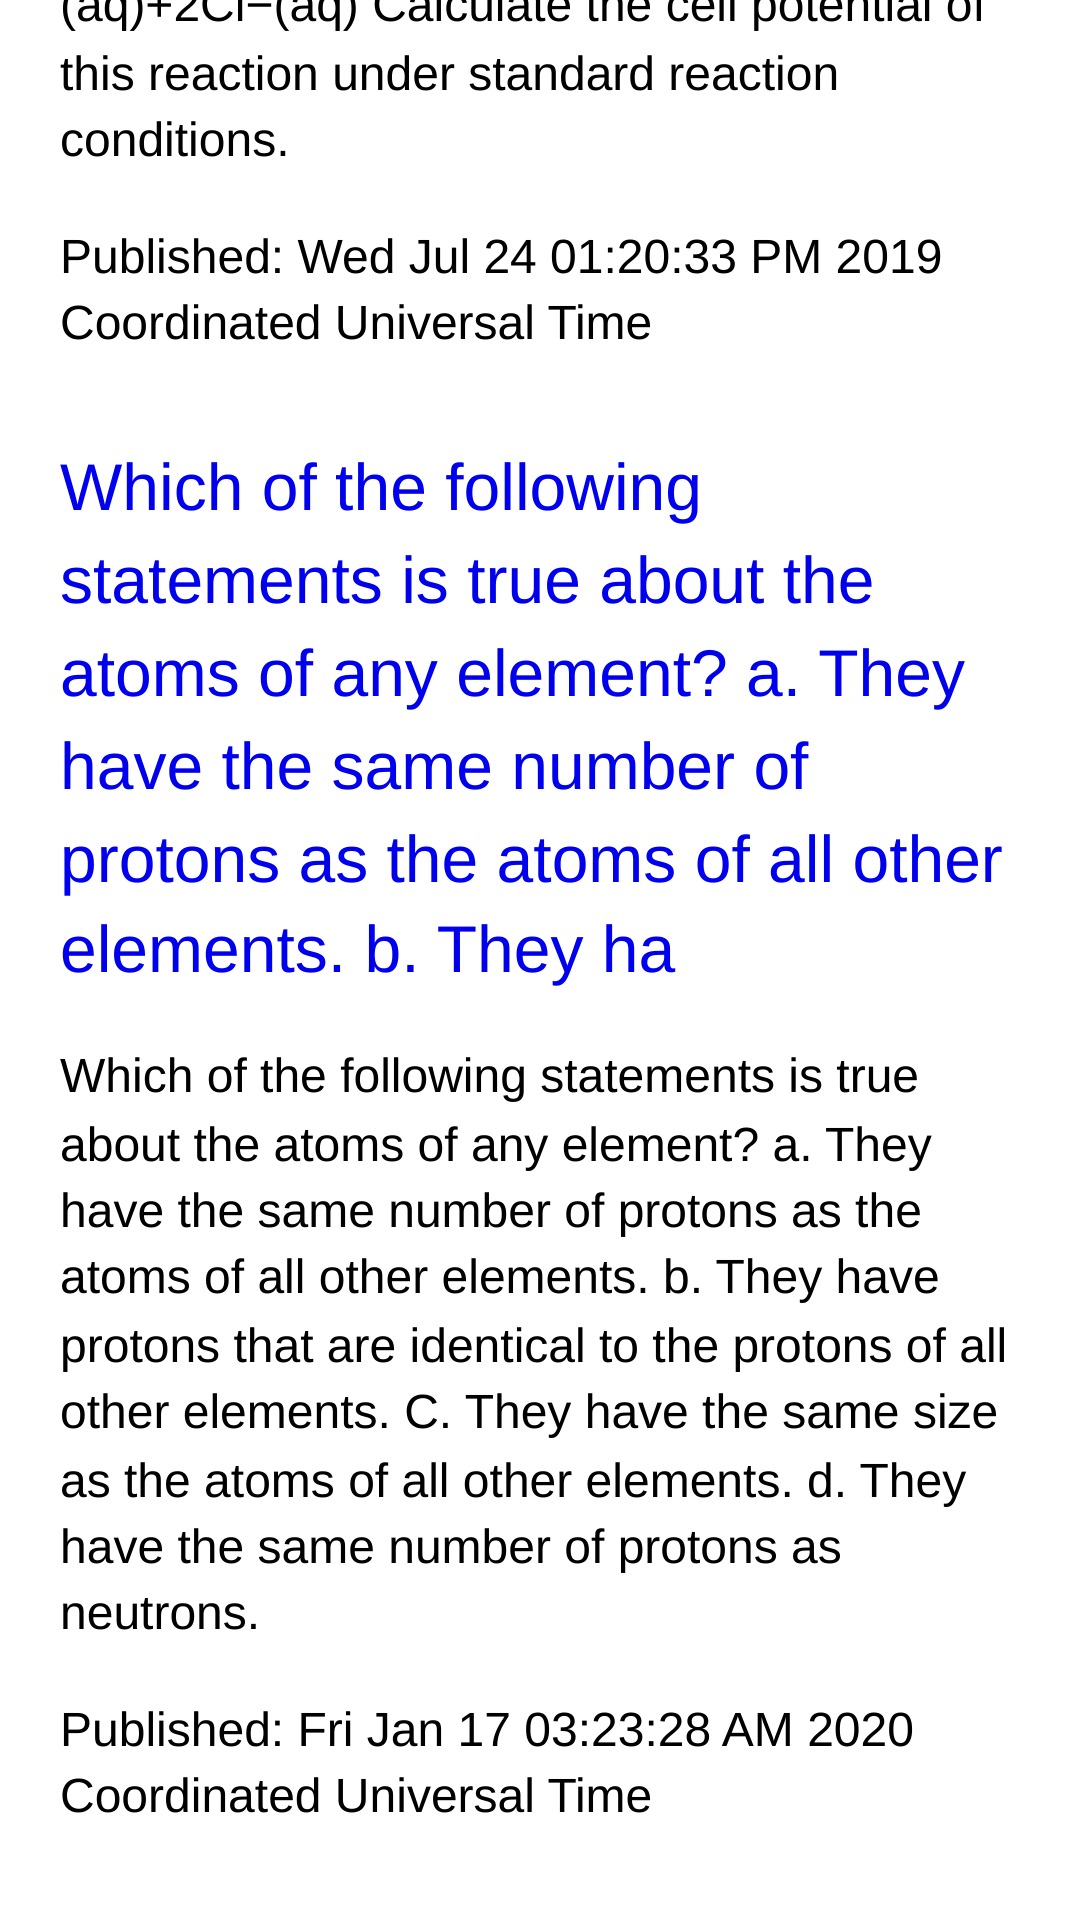 (aq)+2Cl−(aq) Calculate the cell potential of
this reaction under standard reaction
conditions.
Published: Wed Jul 24 01:20:33 PM 2019
Coordinated Universal Time
Which of the following
statements is true about the
atoms of any element? a. They
have the same number of
protons as the atoms of all other
elements. b. They ha
Which of the following statements is true
about the atoms of any element? a. They
have the same number of protons as the
atoms of all other elements. b. They have
protons that are identical to the protons of all
other elements. C. They have the same size
as the atoms of all other elements. d. They
have the same number of protons as
neutrons.
Published: Fri Jan 17 03:23:28 AM 2020
Coordinated Universal Time